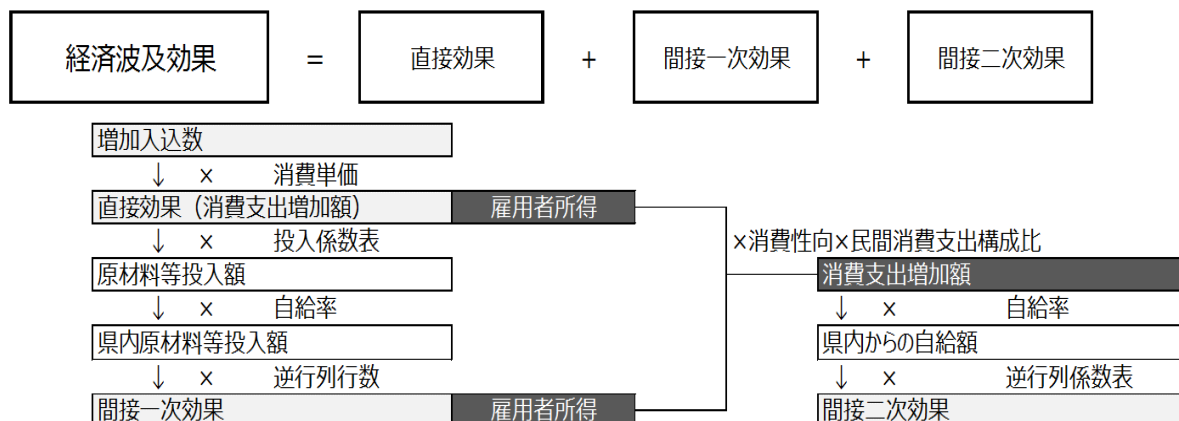 経済波及効果 = 直接効果 + 間接一次効果 + 間接二次効果
増加入込数
↓ × 消費単価
直接効果（消費支出増加額） 雇用者所得
↓ × 投入係数表
×消費性向×民間消費支出構成比
原材料等投入額 消費支出増加額
↓ × 自給率 ↓ × 自給率
県内原材料等投入額 県内からの自給額
↓ × 逆行列行数 ↓ × 逆行列係数表
間接一次効果 雇用者所得 間接二次効果